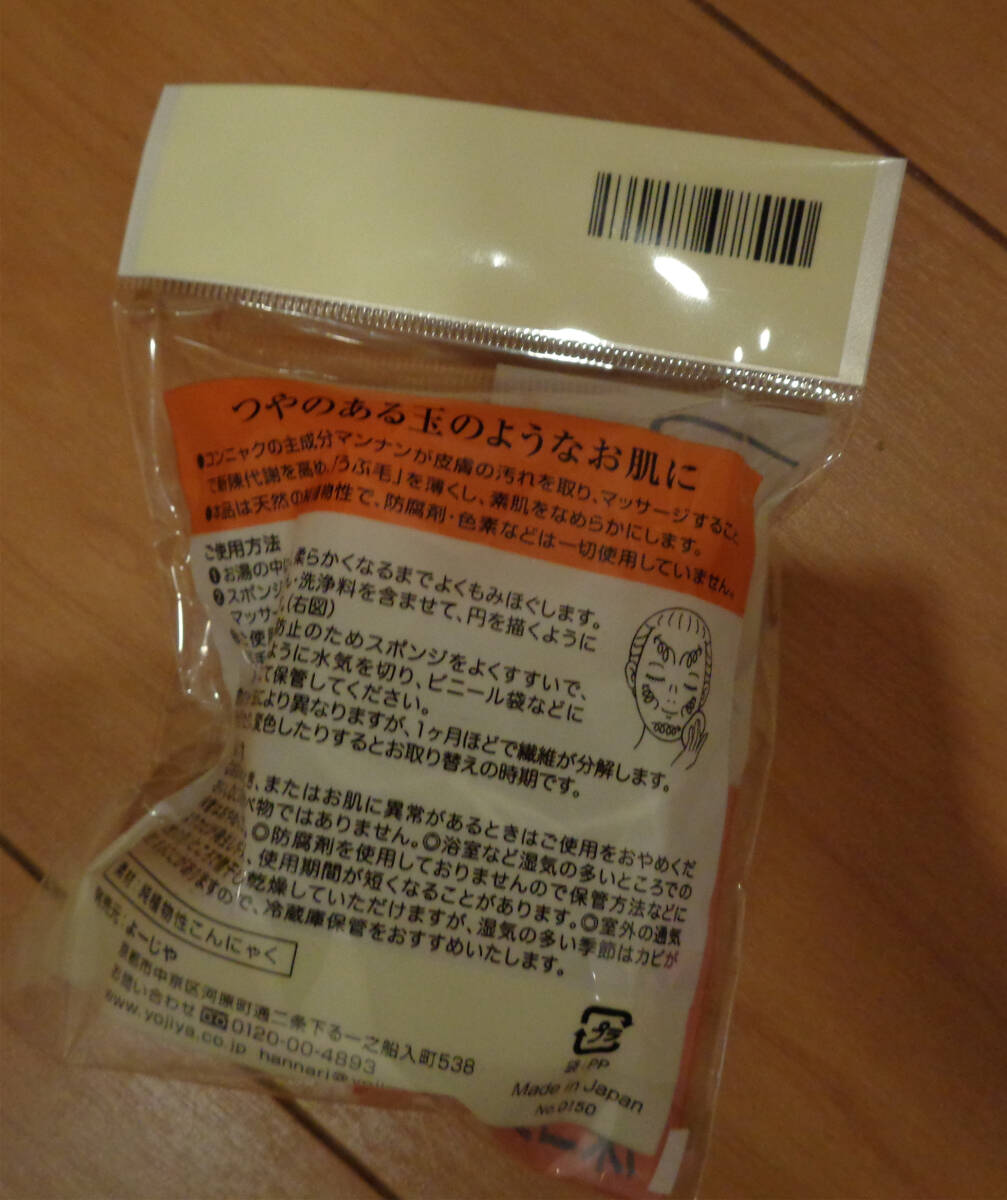 つやのある玉のようなお肌に
●コンニャクの主成分マンナンが皮膚の汚れを取り、マッサージすること
で新陳代謝を高め、「うぶ毛」を薄くし、素肌をなめらかにします。
●本品は天然の植物性で、防腐剤・色素などは一切使用していません。
ご使用方法
❶お湯の中 柔らかくなるまでよくもみほぐします。
❷スポンジ ・洗浄料を含ませて、円を描くように
マッサー (右図)
使 防止のためスポンジをよくすすいで、
ように水気を切り、ビニール袋などに
て保管してください。
により異なりますが、1ヶ月ほどで繊維が分解します。
変色したりするとお取り替えの時期です。
、またはお肌に異常があるときはご使用をおやめくだ
物ではありません。◎浴室など湿気の多いところでの
◎防腐剤を使用しておりませんので保管方法などに
、使用期間が短くなることがあります。◎室外の通気
乾燥していただけますが、湿気の多い季節はカビが
ますので、冷蔵庫保管をおすすめいたします。
素材:純植物性こんにゃく
発売元:よーじや
京都市中京区河原町通二条下る一之船入町538
お問い合わせ 0120-00-4893
www.yojiya.co.jp hannari@yoji
プラ
袋:PP
Made in Japan
No.0150